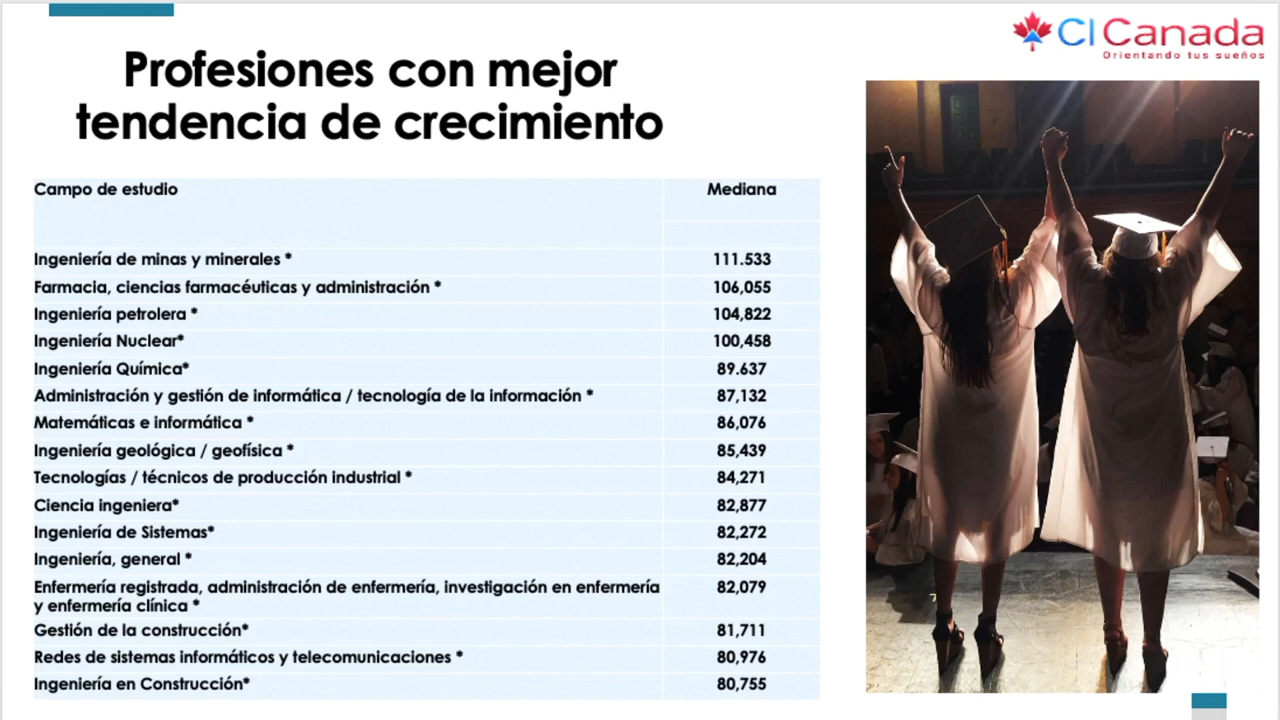 CI Canada
Orientando tus sueños
Profesiones con mejor
tendencia de crecimiento
Campo de estudio Mediana
Ingeniería de minas y minerales * 111.533
Farmacia, ciencias farmacéuticas y administración * 106,055
Ingeniería petrolera * 104,822
Ingeniería Nuclear* 100,458
Ingeniería Química* 89.637
Administración y gestión de informática / tecnología de la información * 87,132
Matemáticas e informática * 86,076
Ingeniería geológica / geofísica * 85,439
Tecnologías / técnicos de producción industrial * 84,271
Ciencia ingeniera* 82,877
Ingeniería de Sistemas* 82,272
Ingeniería, general * 82,204
Enfermería registrada, administración de enfermería, investigación en enfermería 82,079
y enfermería clínica *
Gestión de la construcción* 81,711
Redes de sistemas informáticos y telecomunicaciones * 80,976
Ingeniería en Construcción* 80,755